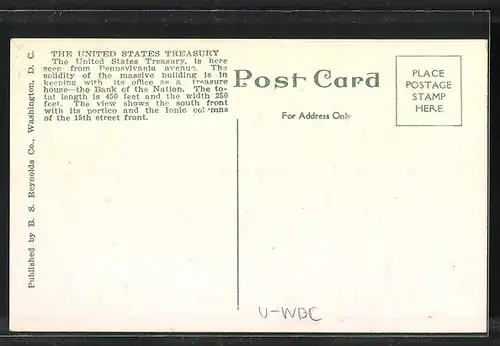 THE UNITED STATES TREASURY
The United States Treasury, is here
seen from Pennsylvania avenue. The
solidity of the massive building is in
keeping with its office as a treasure
house—the Bank of the Nation. The to-
tal length is 450 feet and the width 250
feet. The view shows the south front
with its portico and the Ionic columns
of the 15th street front.
Published by B. S. Reynolds Co., Washington, D. C.
Post Card
For Address Only
PLACE
POSTAGE
STAMP
HERE
U-WDC